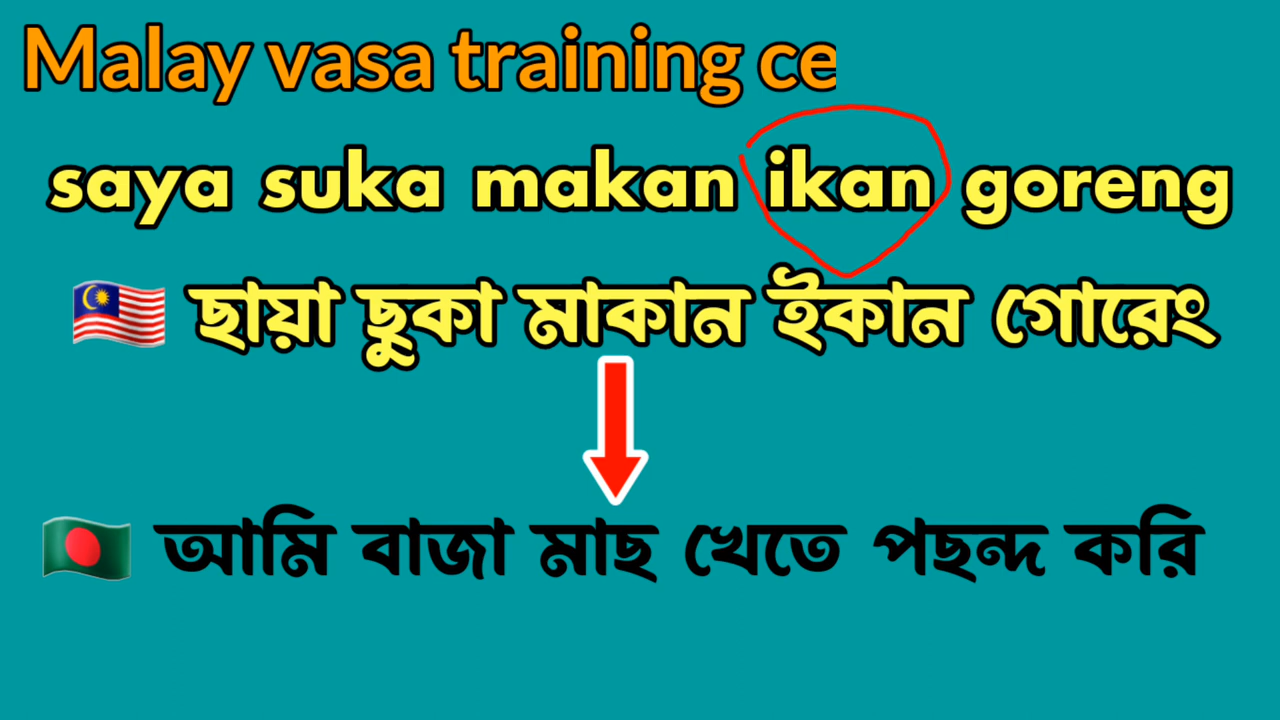 Malay vasa training ce
saya suka makan ikan goreng
ছায়া ছুকা মাকান ইকান গোরেং
আমি বাজা মাছ খেতে পছন্দ করি